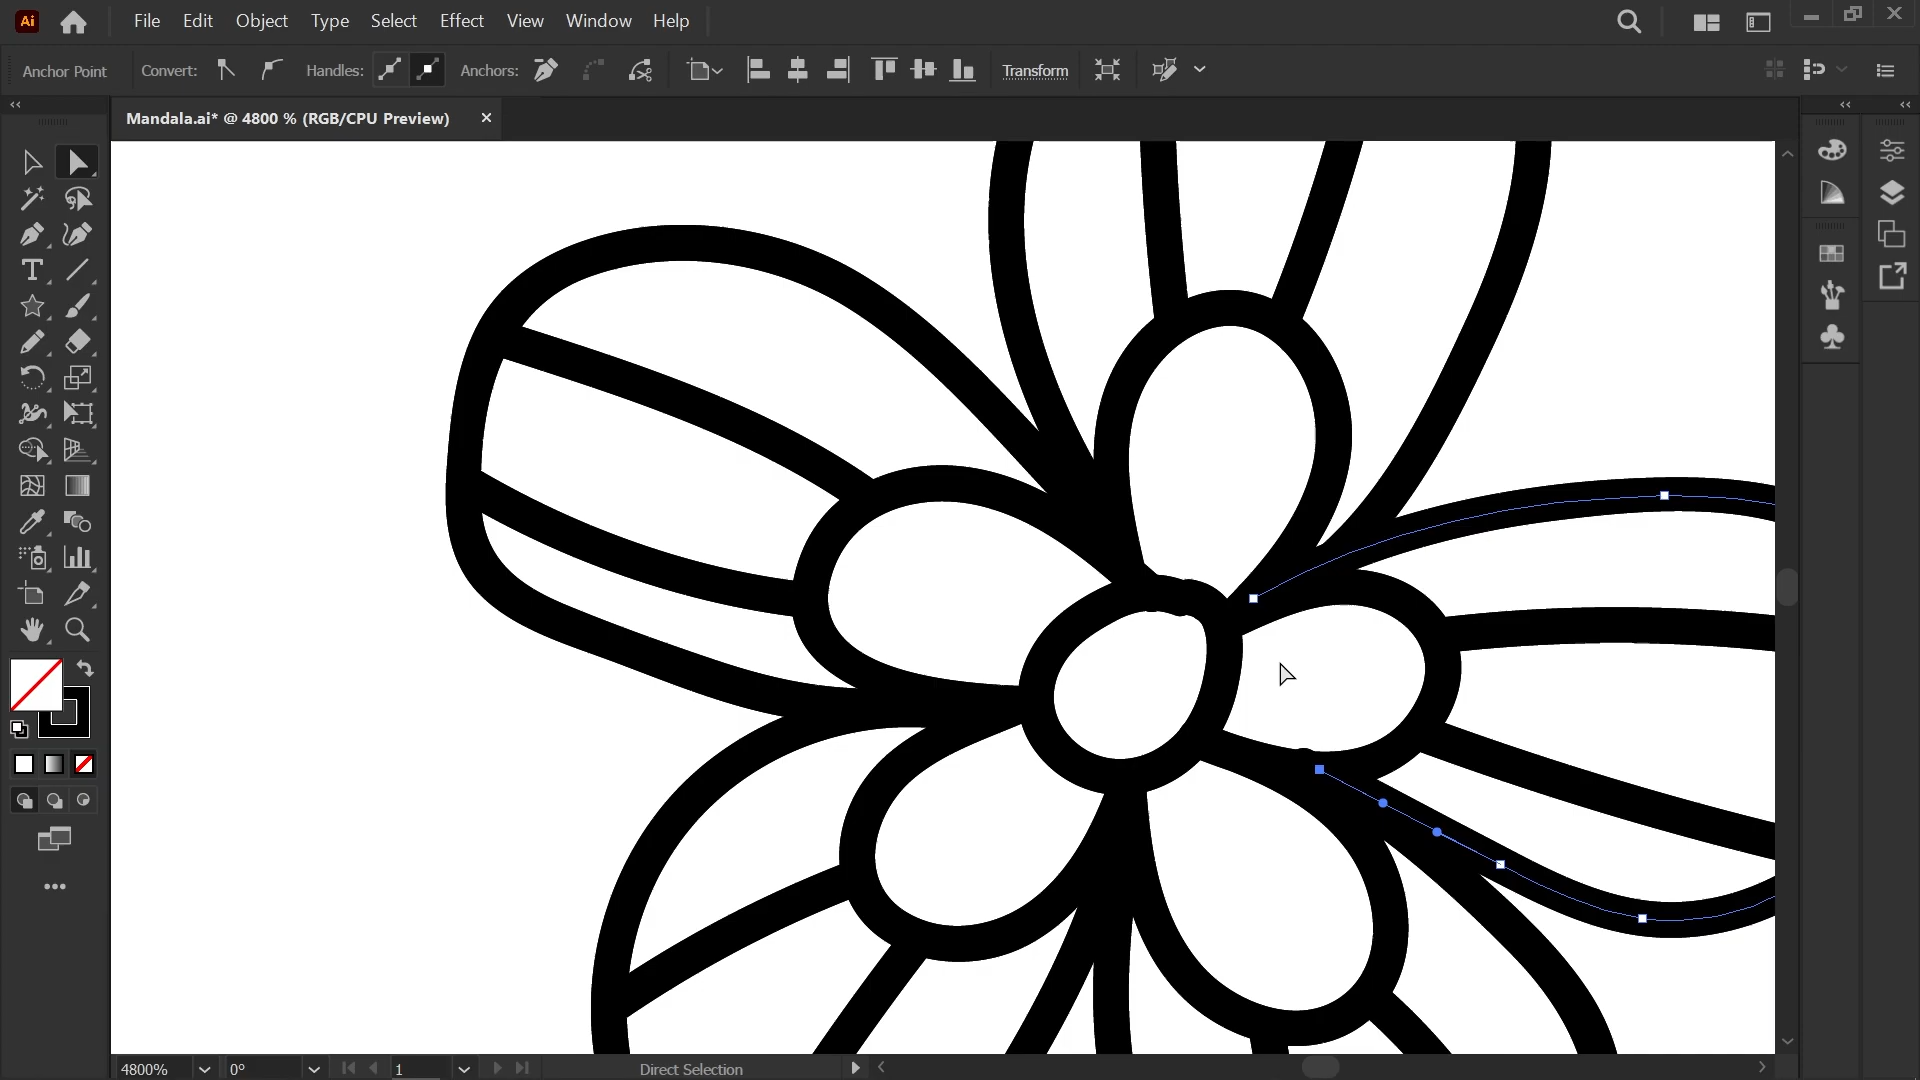 Ai File Edit Object Type Select Effect View Window Help
Anchor Point Convert: Handles: Anchors: Transform
Mandala.ai* @ 4800 % (RGB/CPU Preview)
4800% 0° 1 Direct Selection